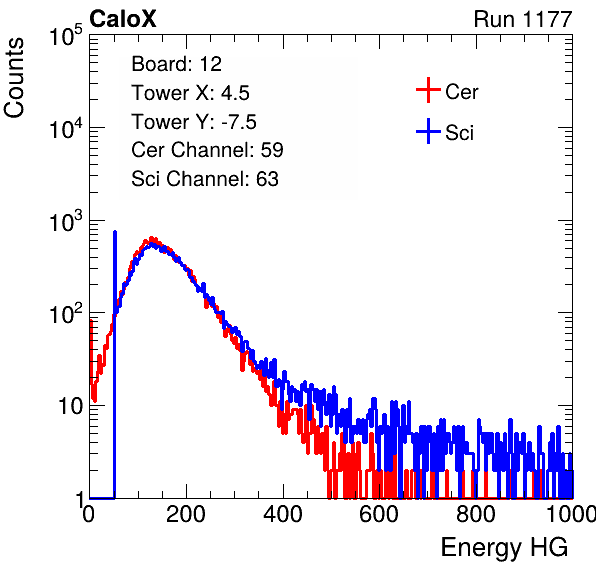 CaloX Run 1177
Counts
Board: 12
Tower X: 4.5
Tower Y: -7.5
Cer Channel: 59
Sci Channel: 63
Cer
Sci
10^5
10^4
10^3
10^2
10
1
0 200 400 600 800 1000
Energy HG